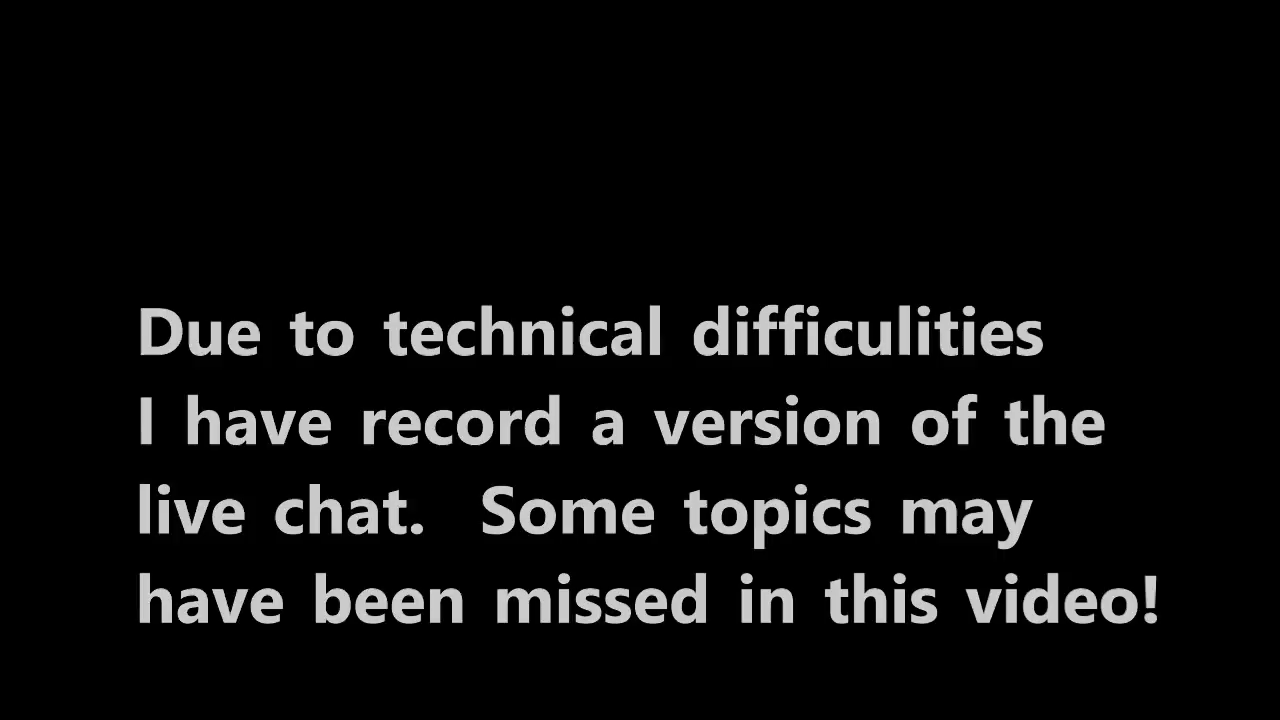 Due to technical difficulities
I have record a version of the
live chat.  Some topics may
have been missed in this video!